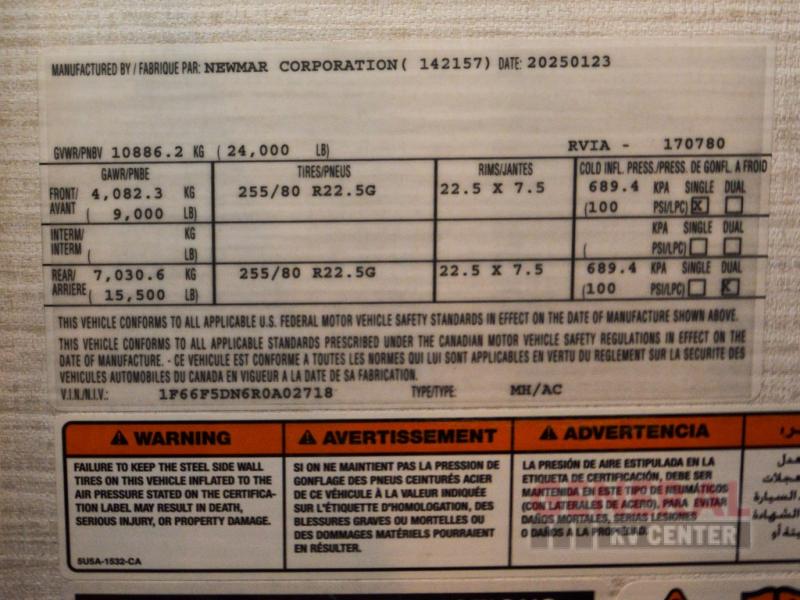 MANUFACTURED BY / FABRIQUE PAR: NEWMAR CORPORATION( 142157) DATE: 20250123
GVWR/PNBV 10886.2 KG ( 24,000 LB) RVIA - 170780
GAWR/PNBE TIRES/PNEUS RIMS/JANTES COLD INFL. PRESS./PRESS. DE GONFL. A FROID
FRONT/ 4,082.3 KG 255/80 R22.5G 22.5 X 7.5 689.4 KPA SINGLE DUAL
AVANT ( 9,000 LB) (100 PSI/LPC) X
INTERM/ KG KPA SINGLE DUAL
INTERM ( LB) ( PSI/LPC)
REAR/ 7,030.6 KG 255/80 R22.5G 22.5 X 7.5 689.4 KPA SINGLE DUAL
ARRIERE ( 15,500 LB) (100 PSI/LPC) X
THIS VEHICLE CONFORMS TO ALL APPLICABLE U.S. FEDERAL MOTOR VEHICLE SAFETY STANDARDS IN EFFECT ON THE DATE OF MANUFACTURE SHOWN ABOVE.
THIS VEHICLE CONFORMS TO ALL APPLICABLE STANDARDS PRESCRIBED UNDER THE CANADIAN MOTOR VEHICLE SAFETY REGULATIONS IN EFFECT ON THE
DATE OF MANUFACTURE. - CE VEHICULE EST CONFORME A TOUTES LES NORMES QUI LUI SONT APPLICABLES EN VERTU DU REGLEMENT SUR LA SECURITE DES
VEHICULES AUTOMOBILES DU CANADA EN VIGUEUR A LA DATE DE SA FABRICATION.
V.I.N./N.I.V.: 1F66F5DN6R0A02718 TYPE/TYPE: MH/AC
WARNING
FAILURE TO KEEP THE STEEL SIDE WALL
TIRES ON THIS VEHICLE INFLATED TO THE
AIR PRESSURE STATED ON THE CERTIFICA-
TION LABEL MAY RESULT IN DEATH,
SERIOUS INJURY, OR PROPERTY DAMAGE.
5U5A-1532-CA
AVERTISSEMENT
SI ON NE MAINTIENT PAS LA PRESSION DE
GONFLAGE DES PNEUS CEINTURÉS ACIER
DE CE VÉHICULE À LA VALEUR INDIQUÉE
SUR L'ÉTIQUETTE D'HOMOLOGATION, DES
BLESSURES GRAVES OU MORTELLES OU
DES DOMMAGES MATÉRIELS POURRAIENT
EN RÉSULTER.
ADVERTENCIA
LA PRESIÓN DE AIRE ESTIPULADA EN LA
ETIQUETA DE CERTIFICACIÓN, DEBE SER
MANTENIDA EN ESTE TIPO DE NEUMÁTICOS
(CON LATERALES DE ACERO), PARA EVITAR
DAÑOS MORTALES, SERIAS LESIONES
O DAÑOS A LA PROPIEDAD.
RV CENTER